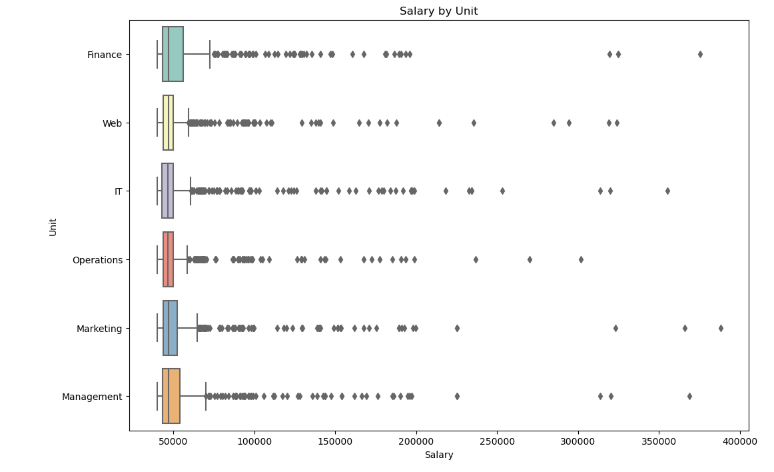 Salary by Unit
Finance
Web
IT
Operations
Marketing
Management
Unit
50000 100000 150000 200000 250000 300000 350000 400000
Salary